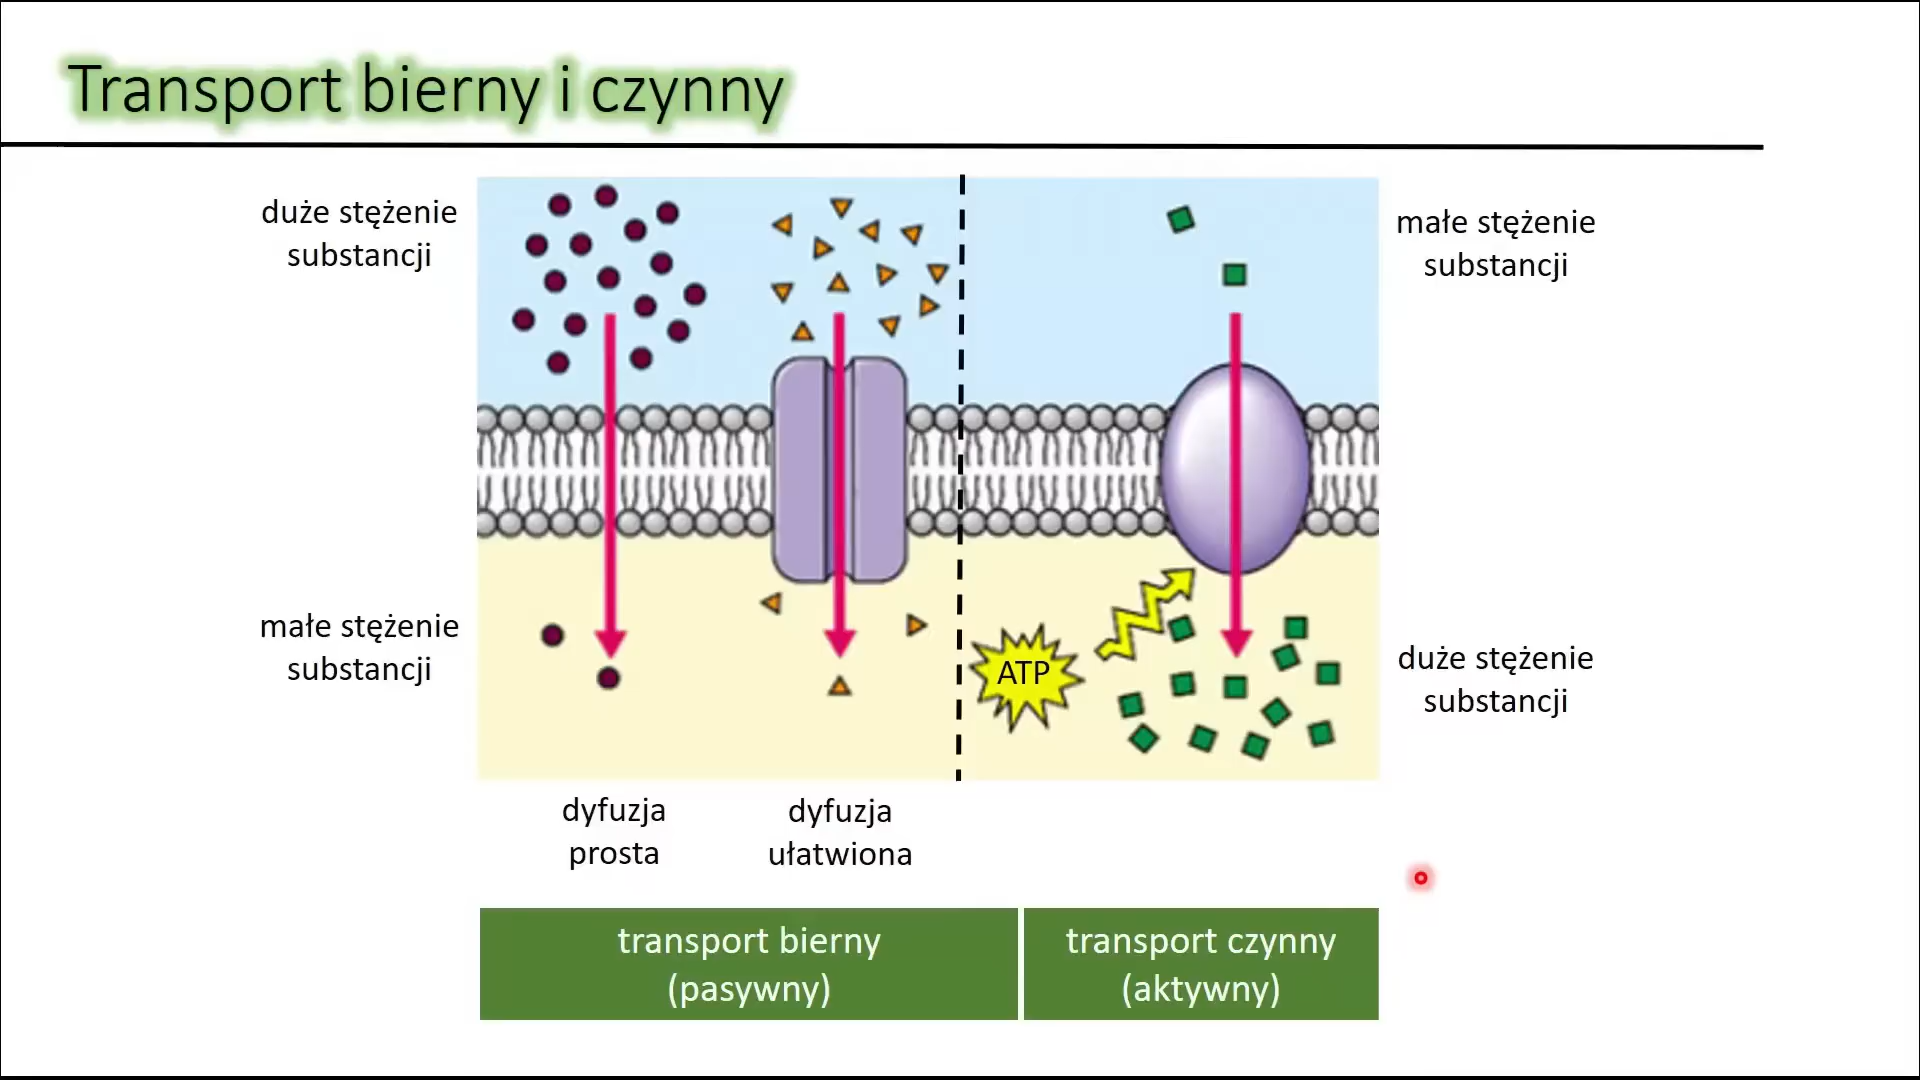 Transport bierny i czynny
duże stężenie
substancji
małe stężenie
substancji
małe stężenie
substancji
ATP
duże stężenie
substancji
dyfuzja
prosta
dyfuzja
ułatwiona
transport bierny
(pasywny)
transport czynny
(aktywny)